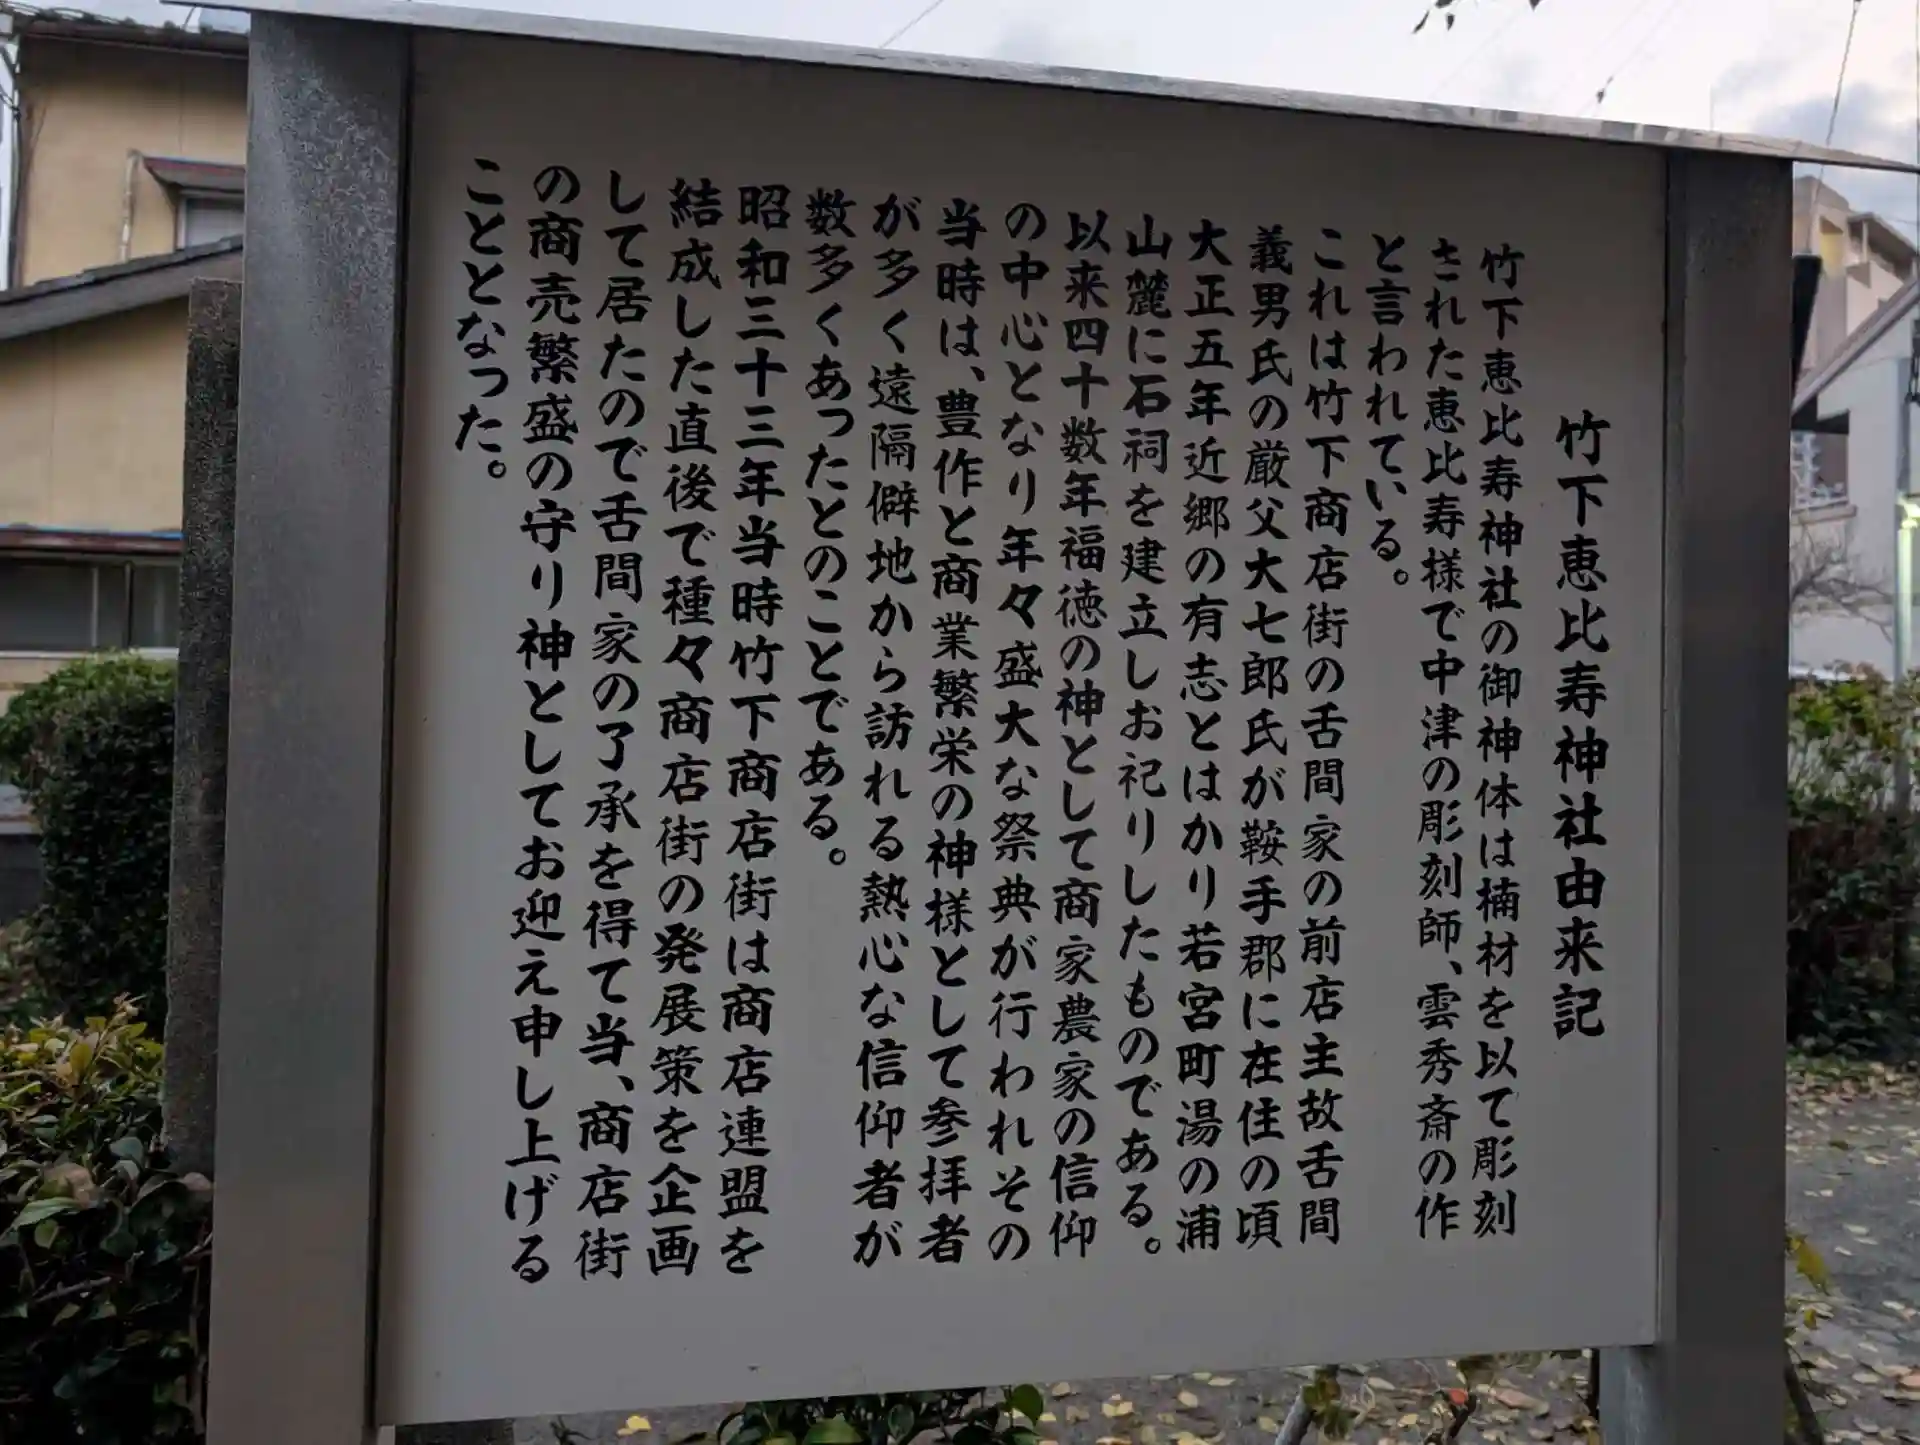 竹下恵比寿神社由来記
竹下恵比寿神社の御神体は楠材を以て彫刻
された恵比寿様で中津の彫刻師、雲秀斎の作
と言われている。
これは竹下商店街の舌間家の前店主故舌間
義男氏の厳父大七郎氏が鞍手郡に在住の頃
大正五年近郷の有志とはかり若宮町湯の浦
山麓に石祠を建立しお祀りしたものである。
以来四十数年福徳の神として商家農家の信仰
の中心となり年々盛大な祭典が行われその
当時は、豊作と商業繁栄の神様として参拝者
が多く遠隔僻地から訪れる熱心な信仰者が
数多くあったとのことである。
昭和三十三年当時竹下商店街は商店連盟を
結成した直後で種々商店街の発展策を企画
して居たので舌間家の了承を得て当、商店街
の商売繁盛の守り神としてお迎え申し上げる
こととなった。